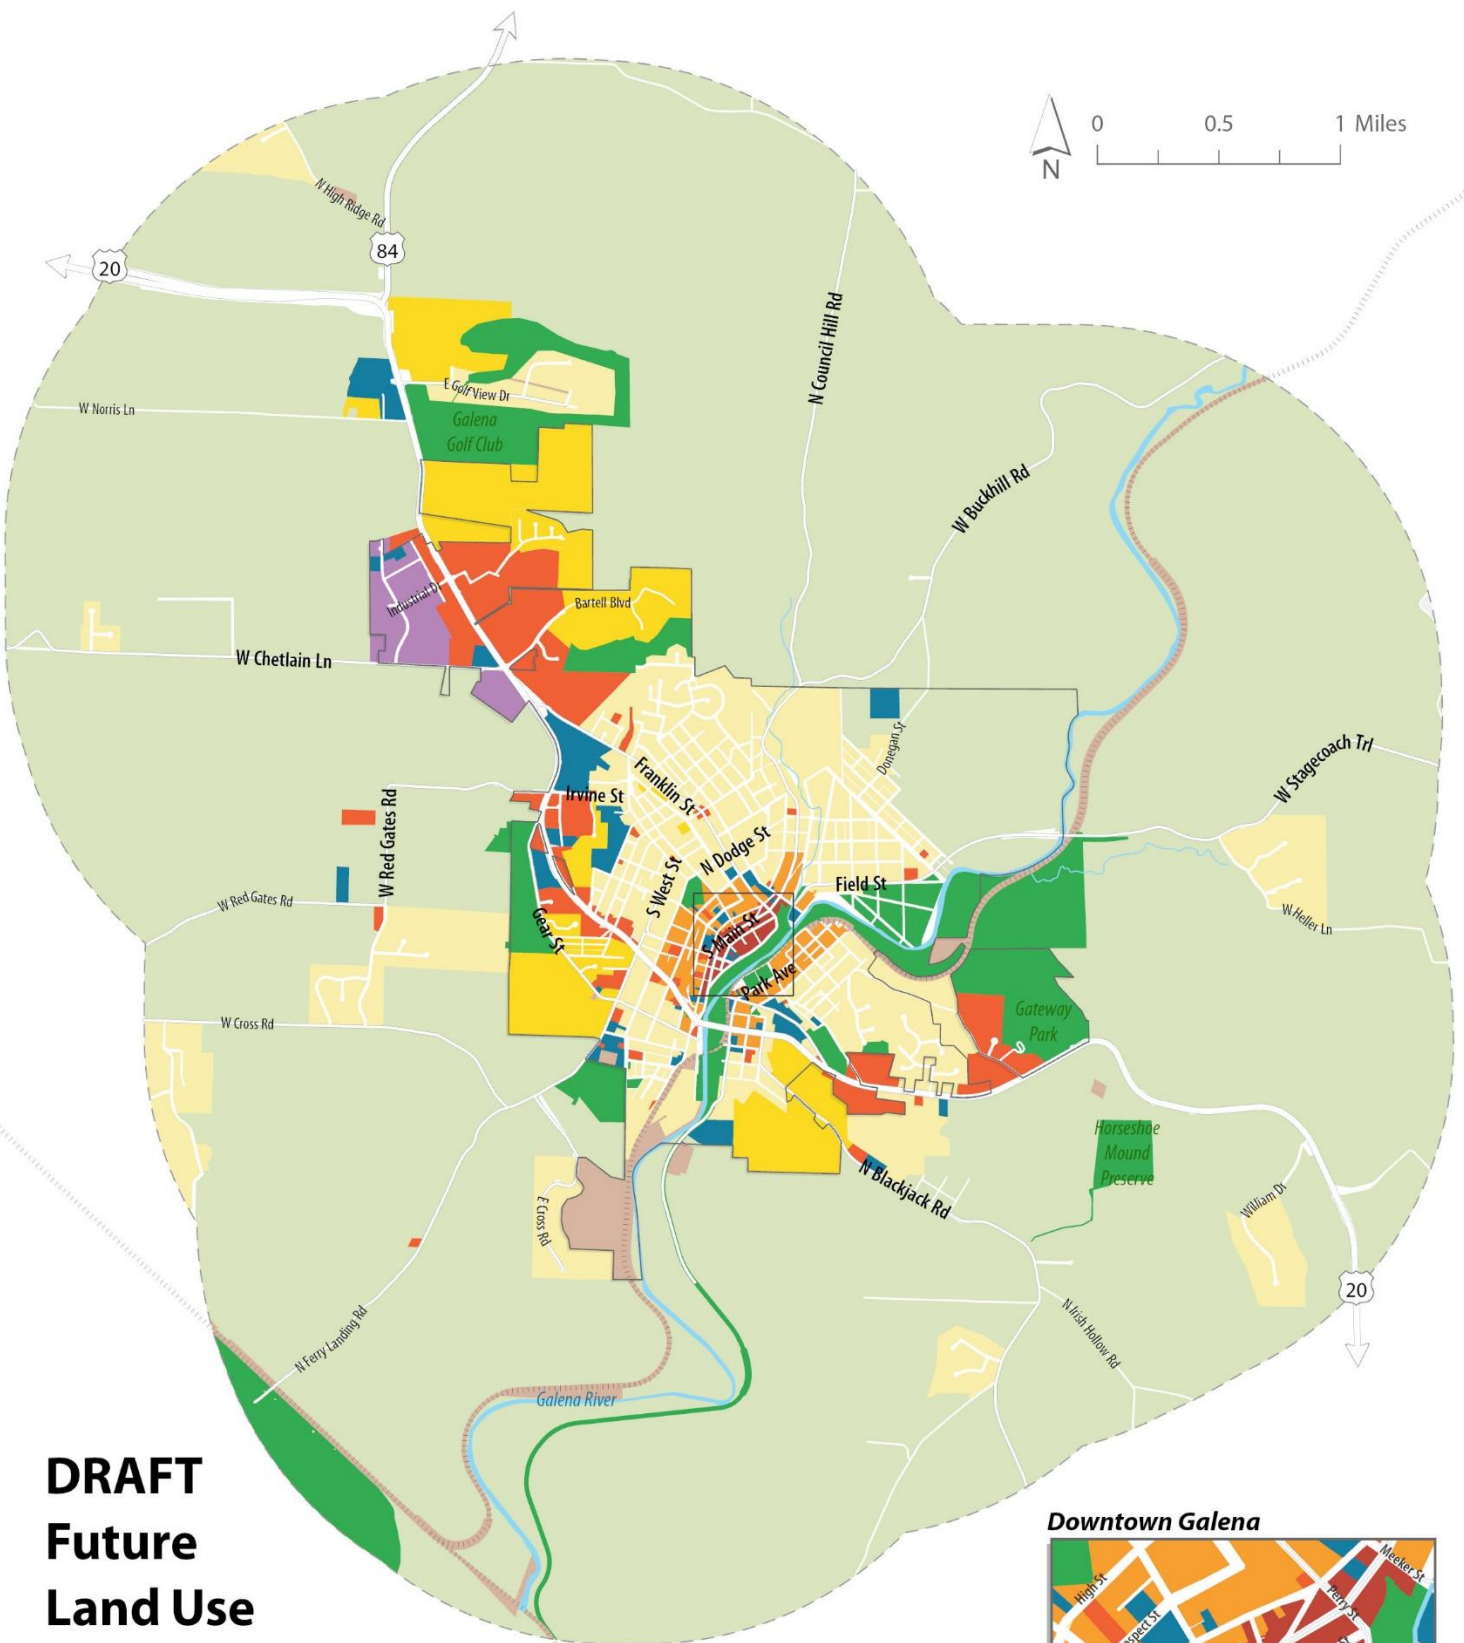 0 0.5 1 Miles
N
N High Ridge Rd
84
20
N Council Hill Rd
E Golf View Dr
W Norris Ln
Galena
Golf Club
W Buckhill Rd
Industrial Dr
Bartell Blvd
W Chetlain Ln
Donegan St
W Stagecoach Trl
Franklin St
Irvine St
W Red Gates Rd
N Dodge St
S West St
Field St
W Red Gates Rd
W Heller Ln
Gear St
S Main St
Park Ave
Gateway
Park
W Cross Rd
Horseshoe
Mound
Preserve
N Blackjack Rd
William Dr
E Cross Rd
20
N Irish Hollow Rd
N Ferry Landing Rd
Galena River
DRAFT
Future
Land Use
Downtown Galena
Meeker St
High St
Perry St